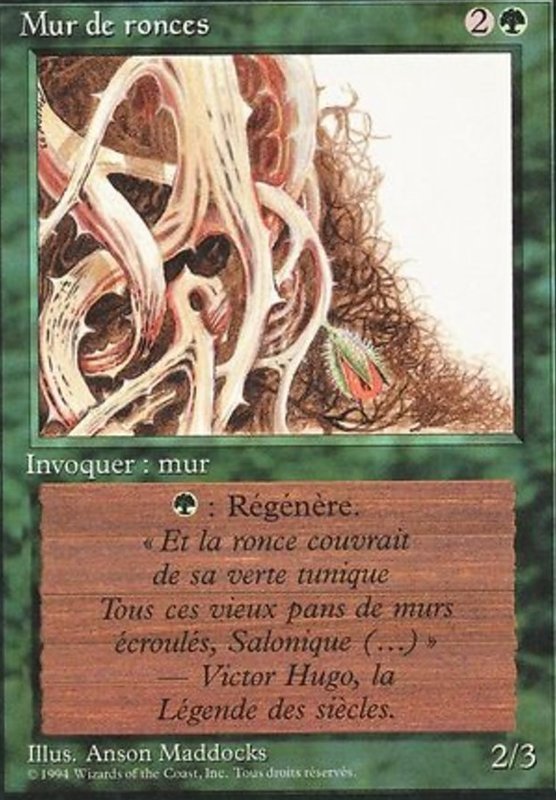 Mur de ronces 2
Invoquer : mur
: Régénère.
« Et la ronce couvrait
de sa verte tunique
Tous ces vieux pans de murs
écroulés, Salonique (...) »
— Victor Hugo, la
Légende des siècles.
Illus. Anson Maddocks
2/3
© 1994 Wizards of the Coast, Inc. Tous droits réservés.